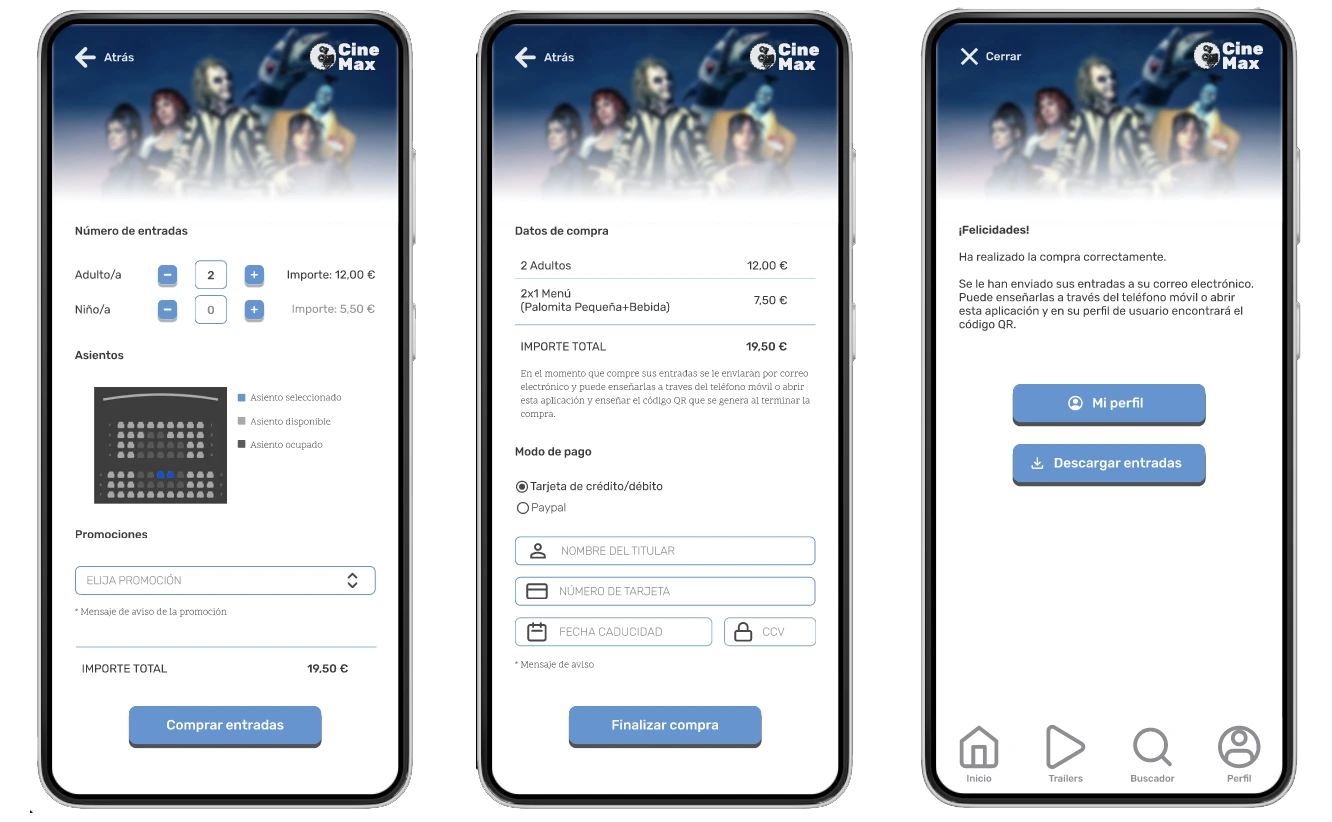 Atrás
Cine
Max
Número de entradas
Adulto/a
2
Importe: 12,00 €
Niño/a
0
Importe: 5,50 €
Asientos
Asiento seleccionado
Asiento disponible
Asiento ocupado
Promociones
ELIJA PROMOCIÓN
* Mensaje de aviso de la promoción
IMPORTE TOTAL 19,50 €
Comprar entradas
Atrás
Cine
Max
Datos de compra
2 Adultos 12,00 €
2x1 Menú
(Palomita Pequeña+Bebida) 7,50 €
IMPORTE TOTAL 19,50 €
En el momento que compre sus entradas se le enviaran por correo
electrónico y puede enseñarlas a traves del teléfono móvil o abrir
esta aplicación y enseñar el código QR que se genera al terminar la
compra.
Modo de pago
Tarjeta de crédito/débito
Paypal
NOMBRE DEL TITULAR
NÚMERO DE TARJETA
FECHA CADUCIDAD
CCV
* Mensaje de aviso
Finalizar compra
Cerrar
Cine
Max
¡Felicidades!
Ha realizado la compra correctamente.
Se le han enviado sus entradas a su correo electrónico.
Puede enseñarlas a través del teléfono móvil o abrir
esta aplicación y en su perfil de usuario encontrará el
código QR.
Mi perfil
Descargar entradas
Inicio
Trailers
Buscador
Perfil